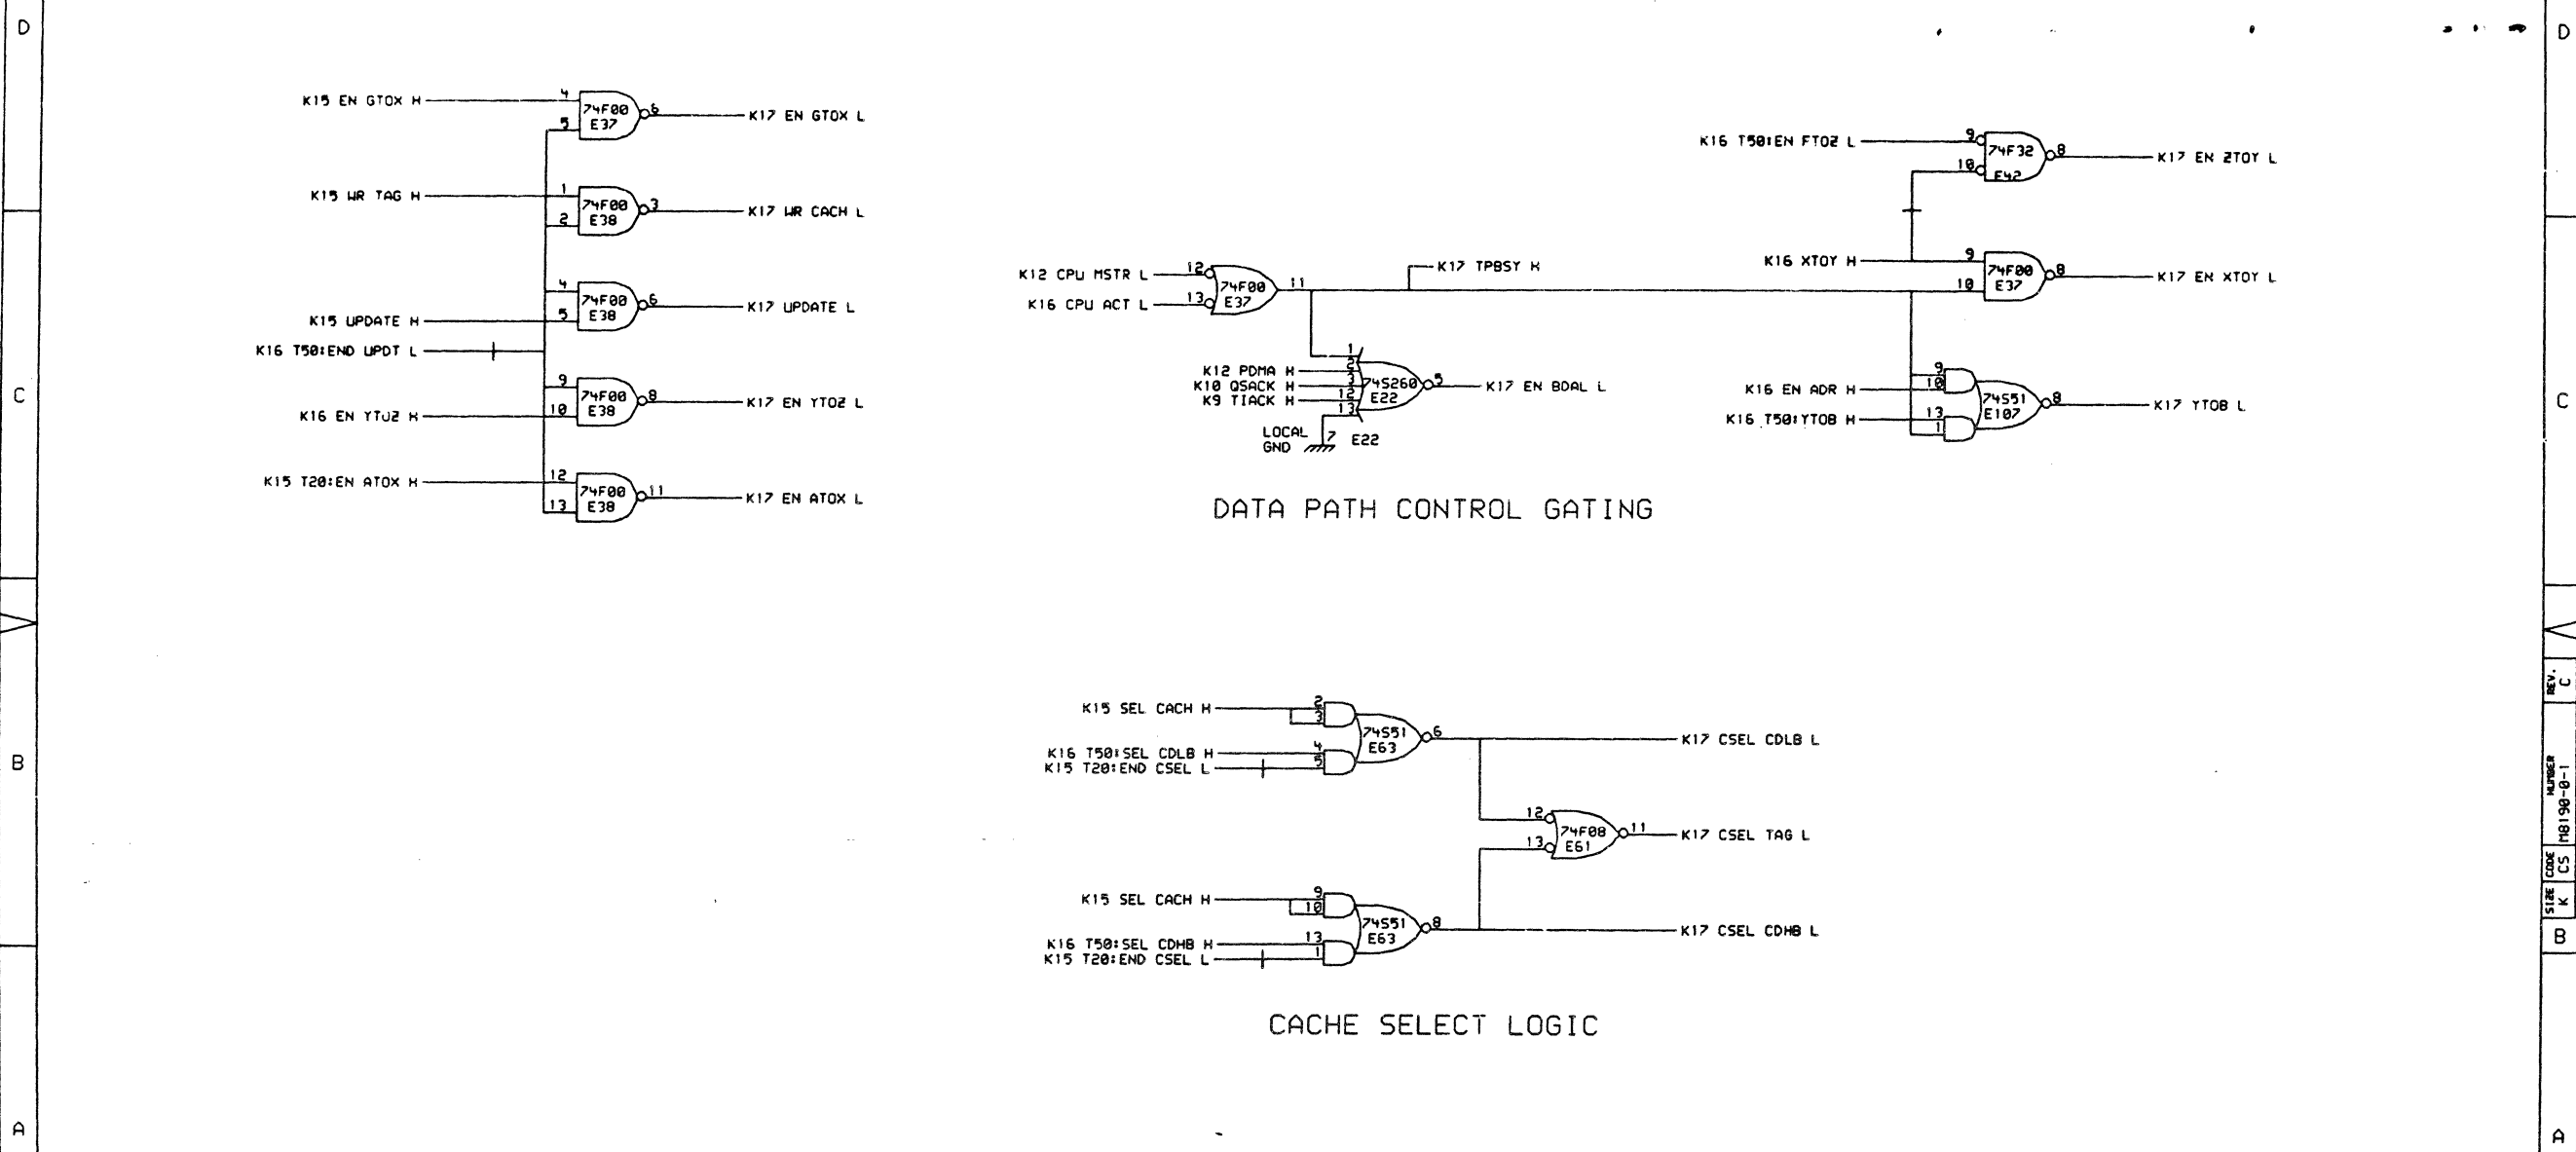 D
D
K15 EN GTOX H
4
5
74F00
E37
6
K17 EN GTOX L
K15 WR TAG H
1
2
74F00
E38
3
K17 WR CACH L
4
5
74F00
E38
6
K17 UPDATE L
K15 UPDATE H
K16 T50:END UPDT L
9
10
74F00
E38
8
K17 EN YTOZ L
K16 EN YTOZ H
K15 T20:EN ATOX H
12
13
74F00
E38
11
K17 EN ATOX L
K12 CPU MSTR L
K16 CPU ACT L
12
13
74F00
E37
11
K17 TPBSY H
K12 PDMA H
K10 QSACK H
K9 TIACK H
1
2
3
12
13
74S260
E22
5
K17 EN BDAL L
LOCAL
GND
7
E22
K16 T50:EN FTOZ L
9
10
74F32
E42
8
K17 EN ZTOY L
K16 XTOY H
9
10
74F00
E37
8
K17 EN XTOY L
K16 EN ADR H
K16 T50:YTOB H
9
10
13
1
74S51
E107
8
K17 YTOB L
C
C
DATA PATH CONTROL GATING
K15 SEL CACH H
K16 T50:SEL CDLB H
K15 T20:END CSEL L
2
3
4
5
74S51
E63
6
K17 CSEL CDLB L
12
13
74F08
E61
11
K17 CSEL TAG L
K15 SEL CACH H
K16 T50:SEL CDHB H
K15 T20:END CSEL L
9
10
13
1
74S51
E63
8
K17 CSEL CDHB L
CACHE SELECT LOGIC
B
REV.
C
NUMBER
M8190-0-1
CODE
CS
SIZE
K
B
A
A